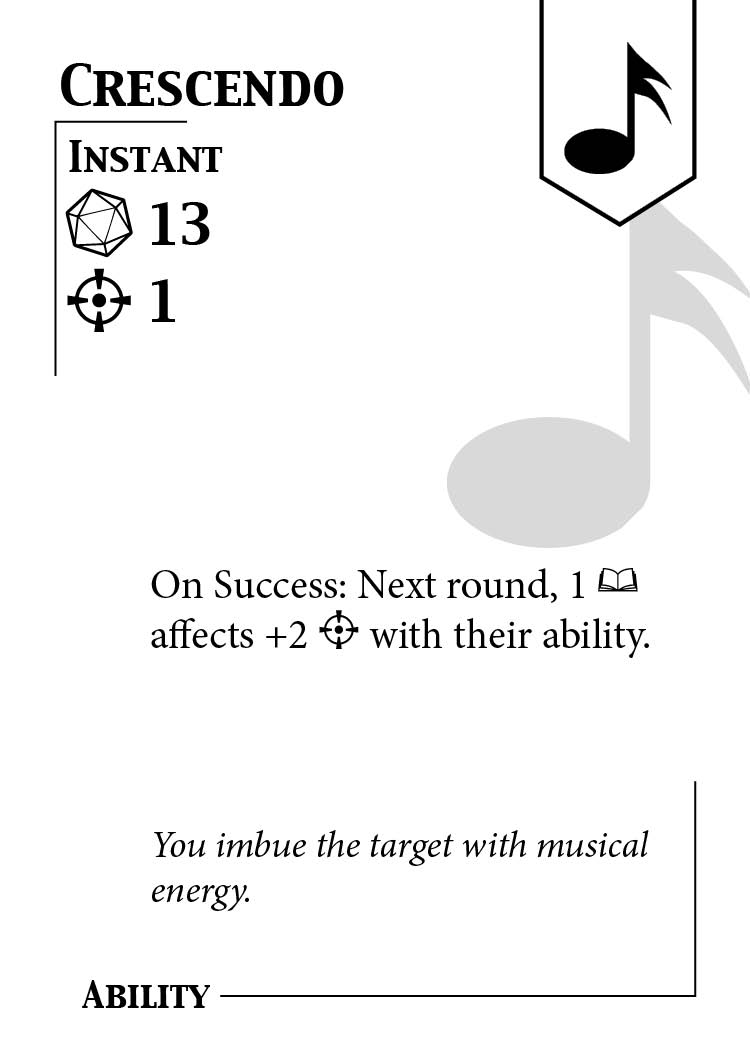 Crescendo
Instant
13
1
On Success: Next round, 1
affects +2 with their ability.
You imbue the target with musical
energy.
Ability